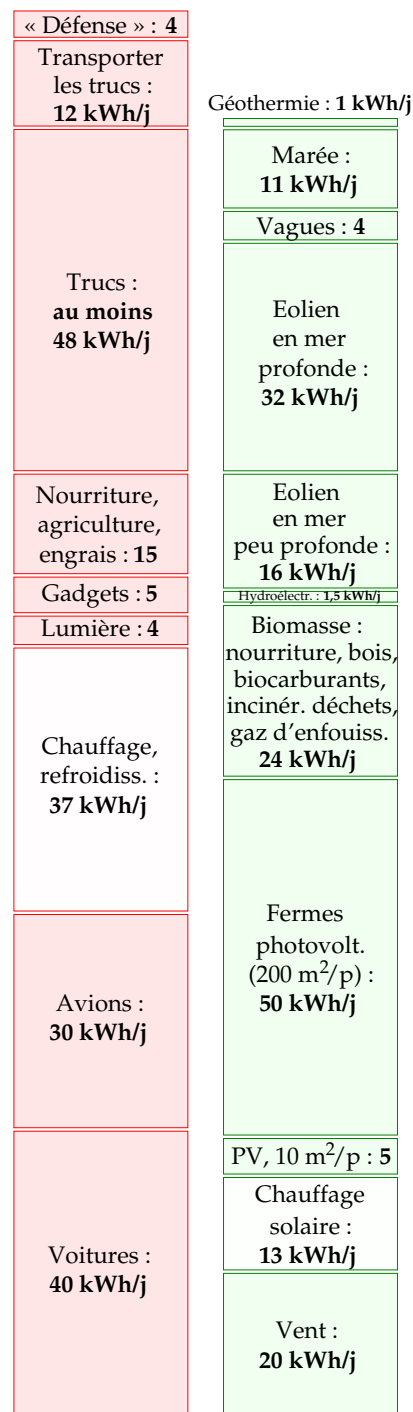 « Défense » : 4
Transporter
les trucs :
12 kWh/j
Trucs :
au moins
48 kWh/j
Nourriture,
agriculture,
engrais : 15
Gadgets : 5
Lumière : 4
Chauffage,
refroidiss. :
37 kWh/j
Avions :
30 kWh/j
Voitures :
40 kWh/j
Géothermie : 1 kWh/j
Marée :
11 kWh/j
Vagues : 4
Eolien
en mer
profonde :
32 kWh/j
Eolien
en mer
peu profonde :
16 kWh/j
Hydroélectr. : 1,5 kWh/j
Biomasse :
nourriture, bois,
biocarburants,
incinér. déchets,
gaz d’enfouiss.
24 kWh/j
Fermes
photovolt.
(200 m²/p) :
50 kWh/j
PV, 10 m²/p : 5
Chauffage
solaire :
13 kWh/j
Vent :
20 kWh/j